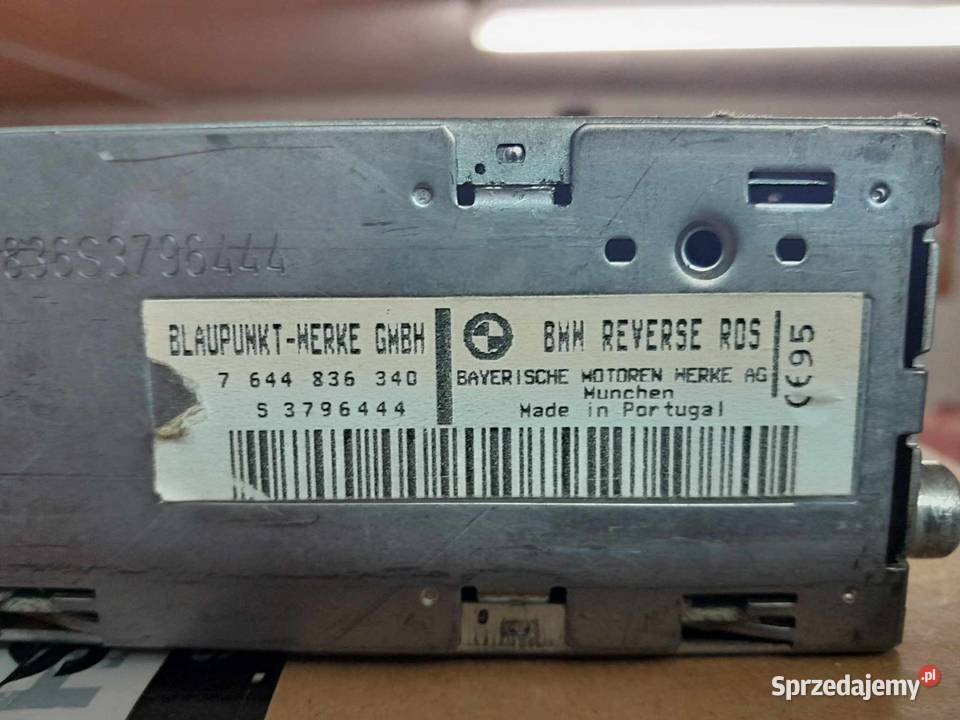 836S3796444
BLAUPUNKT-WERKE GMBH
7 644 836 340
S 3796444
BMW REVERSE RDS
BAYERISCHE MOTOREN WERKE AG
Munchen
Made in Portugal
CE95
Sprzedajemy.pl